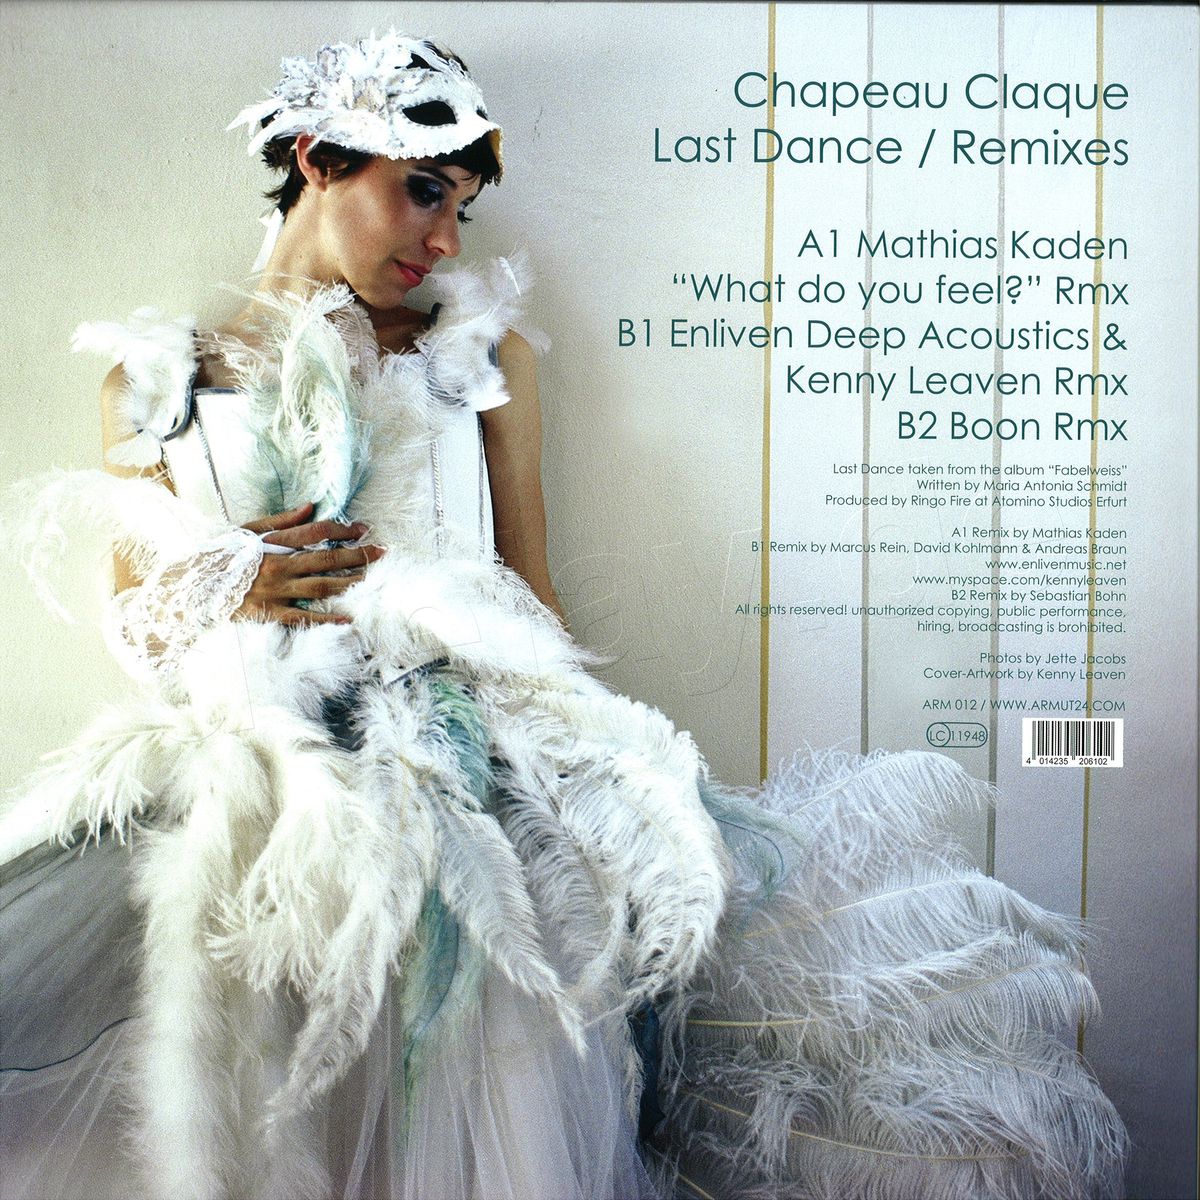 Chapeau Claque
Last Dance / Remixes
A1 Mathias Kaden
“What do you feel?” Rmx
B1 Enliven Deep Acoustics &
Kenny Leaven Rmx
B2 Boon Rmx
Last Dance taken from the album “Fabelweiss”
Written by Maria Antonia Schmidt
Produced by Ringo Fire at Atomino Studios Erfurt
A1 Remix by Mathias Kaden
B1 Remix by Marcus Rein, David Kohlmann & Andreas Braun
www.enlivenmusic.net
www.myspace.com/kennyleaven
B2 Remix by Sebastian Bohn
All rights reserved! unauthorized copying, public performance,
hiring, broadcasting is brohibited.
Photos by Jette Jacobs
Cover-Artwork by Kenny Leaven
ARM 012 / WWW.ARMUT24.COM
LC 11948
4 014235 206102